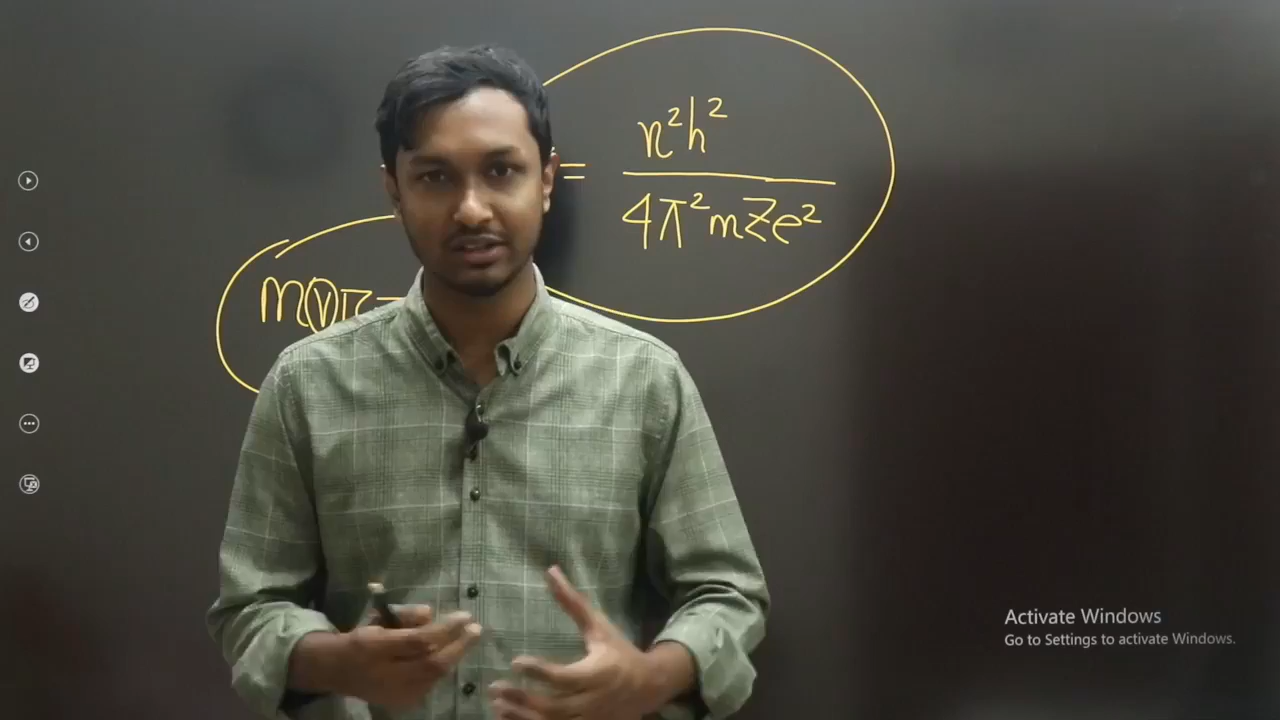 = n²h²
4π²mZe²
mvr =
Activate Windows
Go to Settings to activate Windows.